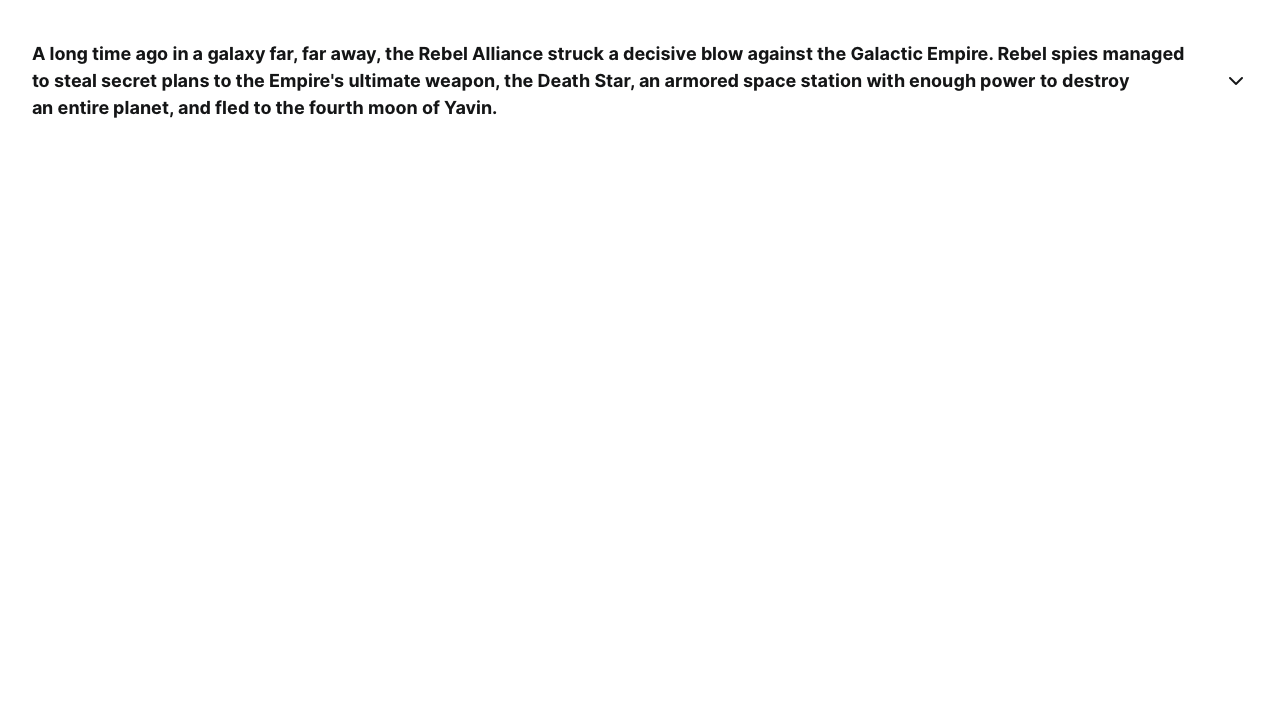 A long time ago in a galaxy far, far away, the Rebel Alliance struck a decisive blow against the Galactic Empire. Rebel spies managed
to steal secret plans to the Empire's ultimate weapon, the Death Star, an armored space station with enough power to destroy
an entire planet, and fled to the fourth moon of Yavin.